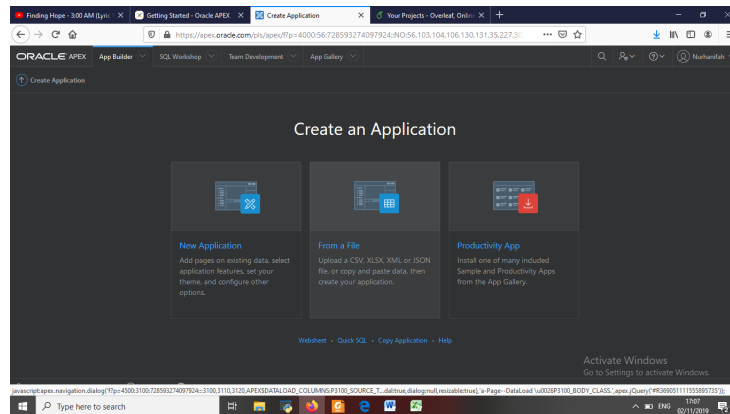 Finding Hope - 3:00 AM (Lyric
Getting Started - Oracle APEX
Create Application
Your Projects - Overleaf, Online
https://apex.oracle.com/pls/apex/f?p=4000:56:728593274097924::NO:56,103,104,106,130,131,35,227,30
ORACLE APEX
App Builder
SQL Workshop
Team Development
App Gallery
Nurhanifah
Create Application
Create an Application
New Application
Add pages on existing data, select
application features, set your
theme, and configure other
options.
From a File
Upload a CSV, XLSX, XML or JSON
file, or copy and paste data, then
create your application.
Productivity App
Install one of many included
Sample and Productivity Apps
from the App Gallery.
Websheet • Quick SQL • Copy Application • Help
Activate Windows
Go to Settings to activate Windows.
Type here to search
ENG
17:07
02/11/2019